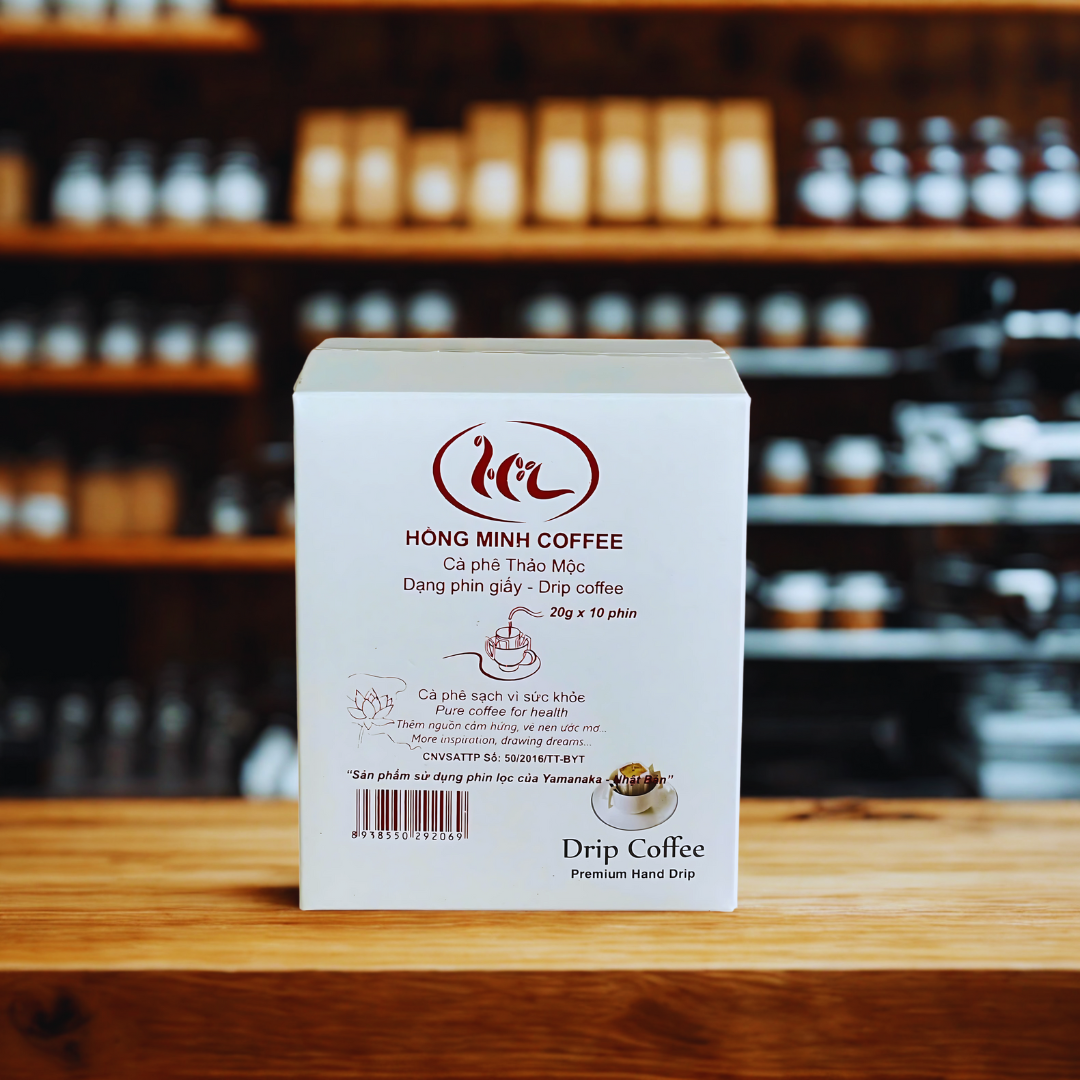 HỒNG MINH COFFEE
Cà phê Thảo Mộc
Dạng phin giấy - Drip coffee
20g x 10 phin
Cà phê sạch vì sức khỏe
Pure coffee for health
Thêm nguồn cảm hứng, vẽ nên ước mơ...
More inspiration, drawing dreams...
CNVSATTP Số: 50/2016/TT-BYT
"Sản phẩm sử dụng phin lọc của Yamanaka - Nhật Bản"
8 938550 292069
Drip Coffee
Premium Hand Drip